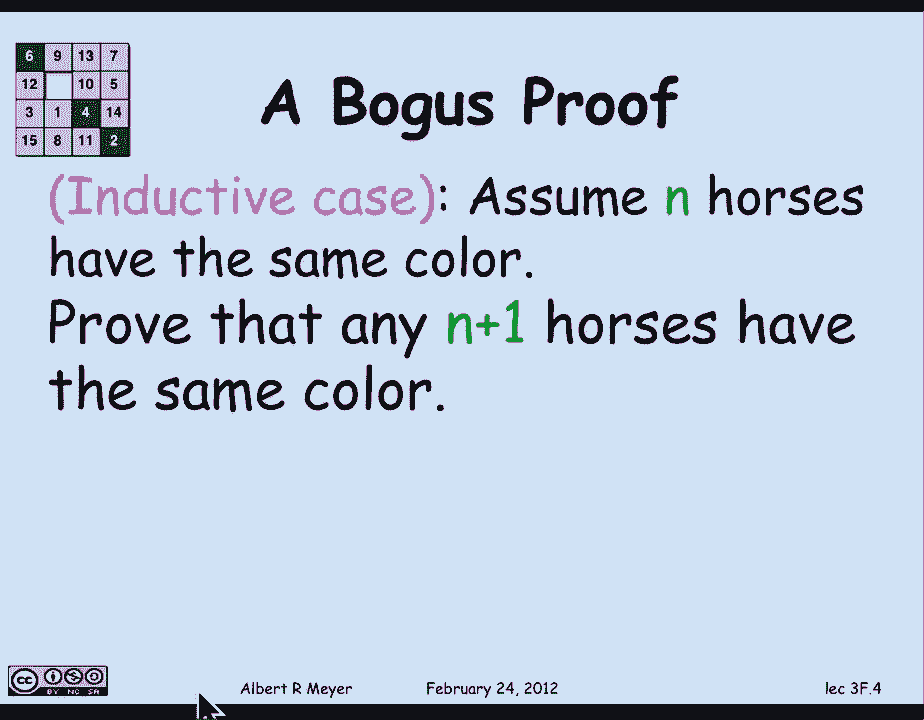 6 9 13 7
12 10 5
3 1 4 14
15 8 11 2
A Bogus Proof
(Inductive case): Assume n horses
have the same color.
Prove that any n+1 horses have
the same color.
cc
BY NC SA
Albert R Meyer February 24, 2012 lec 3F.4